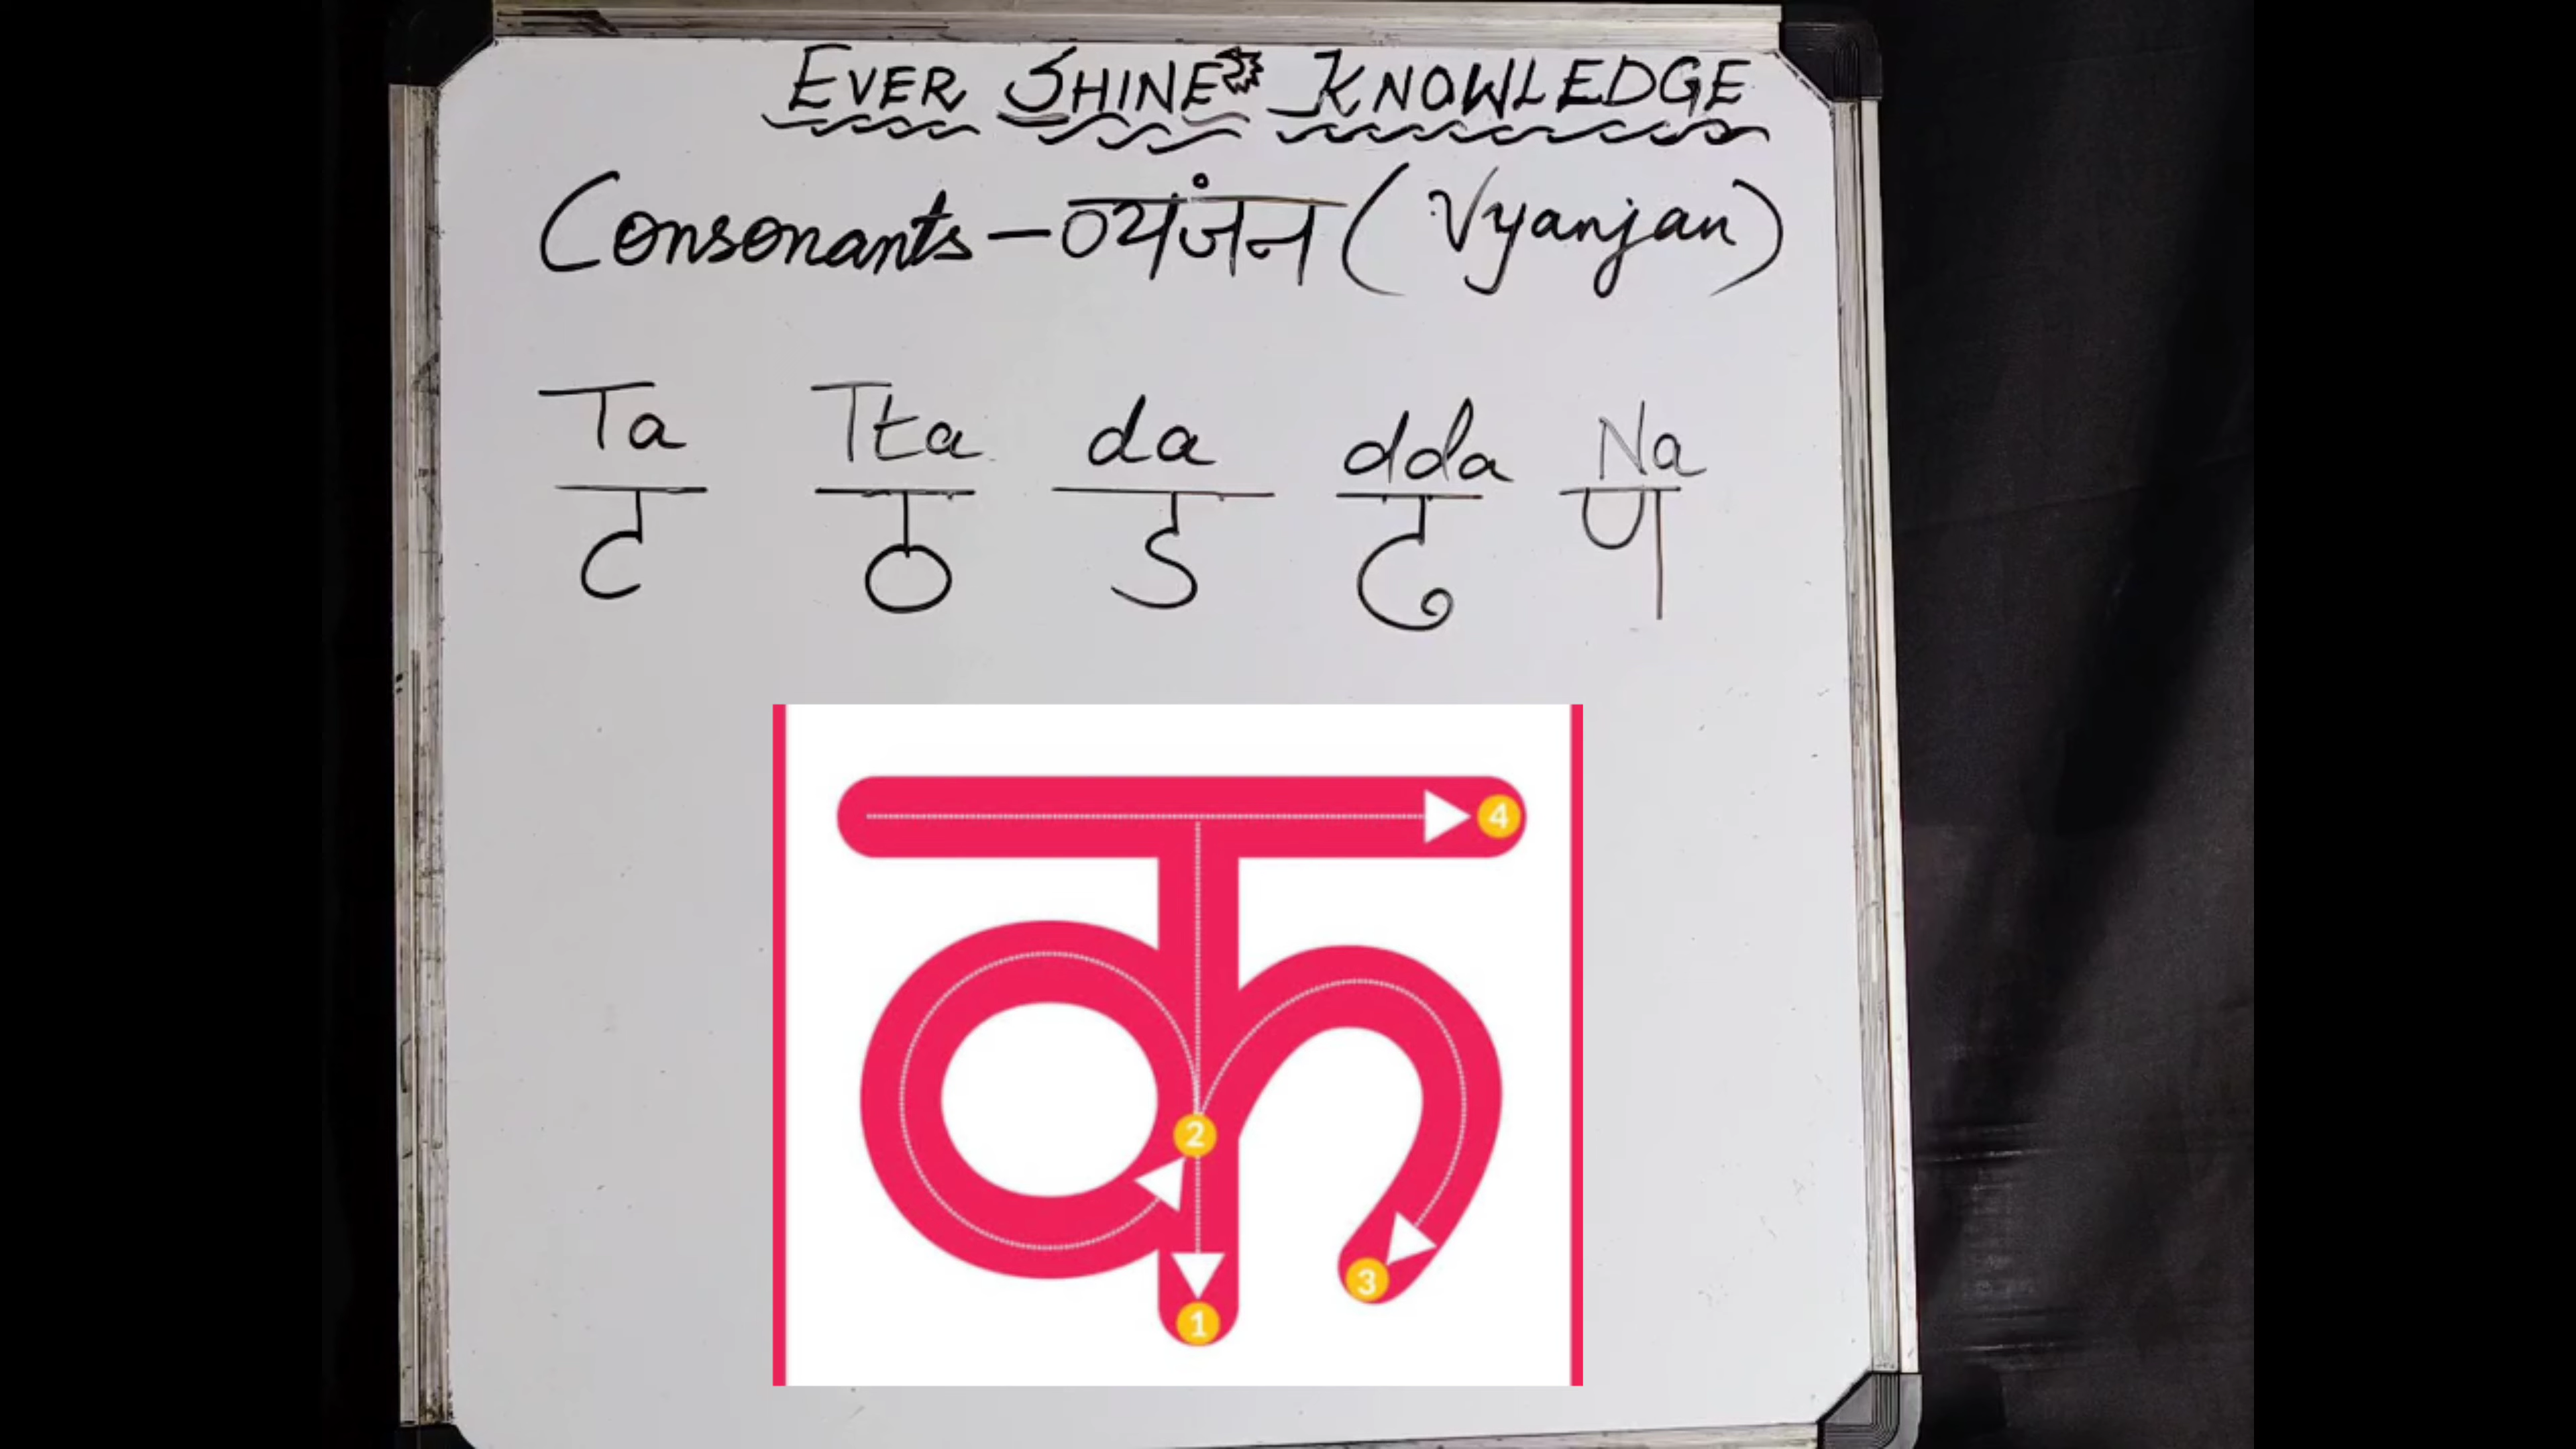 EVER SHINE KNOWLEDGE
Consonants – व्यंजन (Vyanjan)
Ta Tta da dda Na
ट ठ ड ढ ण
क
4
2
3
1